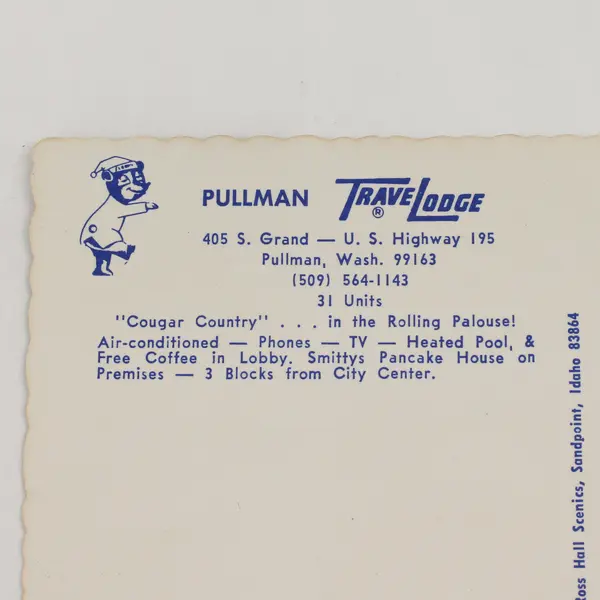 PULLMAN TRAVELODGE®
405 S. Grand — U. S. Highway 195
Pullman, Wash. 99163
(509) 564-1143
31 Units
"Cougar Country" . . . in the Rolling Palouse!
Air-conditioned — Phones — TV — Heated Pool, &
Free Coffee in Lobby. Smittys Pancake House on
Premises — 3 Blocks from City Center.
Ross Hall Scenics, Sandpoint, Idaho 83864